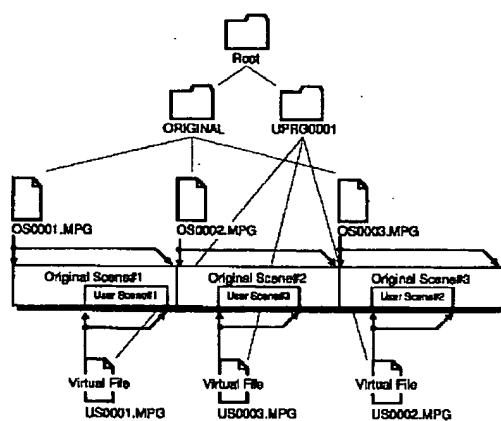 Root
ORIGINAL
UPRG0001
OS0001.MPG
OS0002.MPG
OS0003.MPG
Original Scene#1
Original Scene#2
Original Scene#3
User Scene#1
User Scene#3
User Scene#2
Virtual File
Virtual File
Virtual File
US0001.MPG
US0003.MPG
US0002.MPG